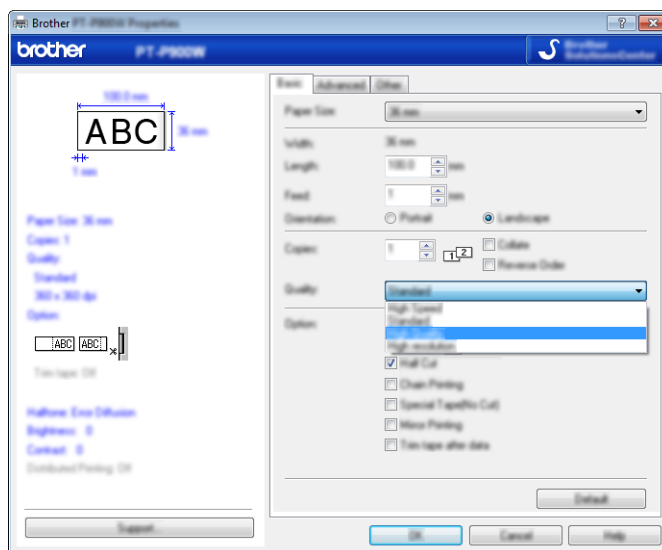 Brother PT-P900W Properties
brother PT-P900W Brother SolutionsCenter
Basic Advanced Other
100.0 mm
ABC
36 mm
1 mm
Paper Size: 36 mm
Copies: 1
Quality:
Standard
360 x 360 dpi
Option:
ABC ABC
Trim tape: Off
Halftone: Error Diffusion
Brightness: 0
Contrast: 0
Distributed Printing: Off
Support...
Paper Size: 36 mm
Width: 36 mm
Length: 100.0 mm
Feed: 1 mm
Orientation: Portrait Landscape
Copies: 1 1 2 Collate
Reverse Order
Quality: Standard
High Speed
Standard
High Quality
High resolution
Option:
Half Cut
Chain Printing
Special Tape(No Cut)
Mirror Printing
Trim tape after data
Default
OK Cancel Help